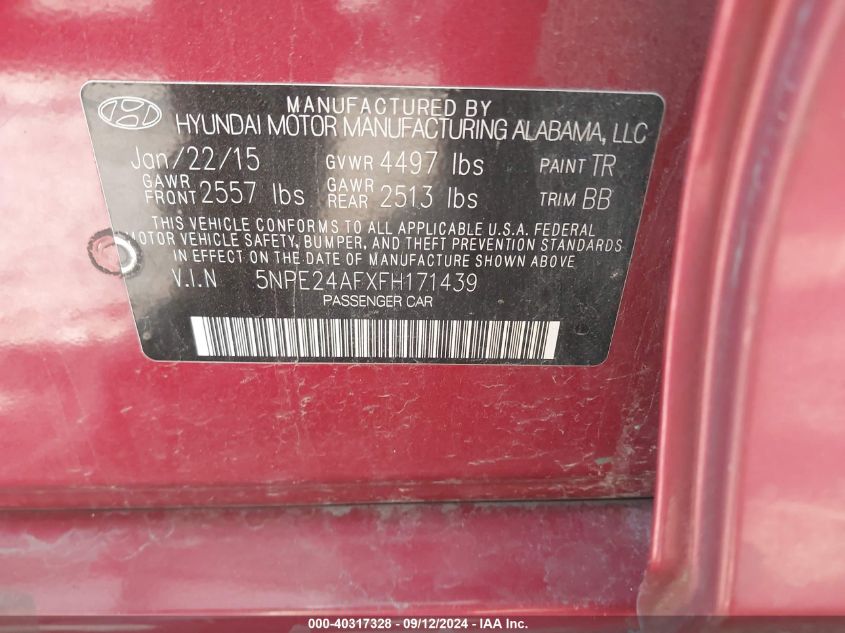 MANUFACTURED BY
HYUNDAI MOTOR MANUFACTURING ALABAMA, LLC
Jan/22/15 GVWR 4497 lbs PAINT TR
GAWR FRONT 2557 lbs GAWR REAR 2513 lbs TRIM BB
THIS VEHICLE CONFORMS TO ALL APPLICABLE U.S.A. FEDERAL
MOTOR VEHICLE SAFETY, BUMPER, AND THEFT PREVENTION STANDARDS
IN EFFECT ON THE DATE OF MANUFACTURE SHOWN ABOVE
V.I.N 5NPE24AFXFH171439
PASSENGER CAR
000-40317328 - 09/12/2024 - IAA Inc.